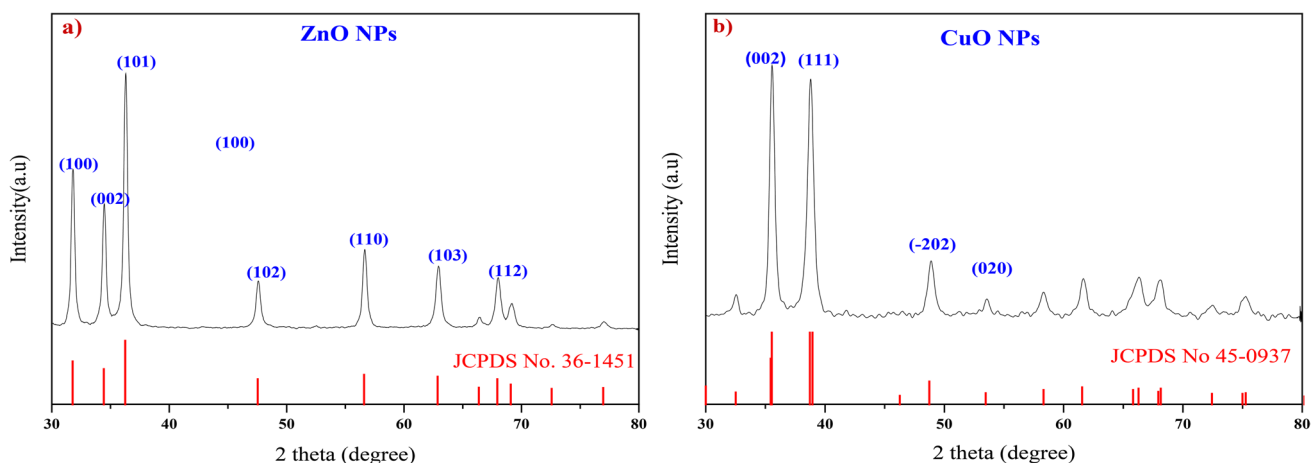 a)
ZnO NPs
(101)
(100)
(100)
(002)
(110)
(103)
(102)
(112)
JCPDS No. 36-1451
Intensity(a.u)
30 40 50 60 70 80
2 theta (degree)
b)
CuO NPs
(002)
(111)
(-202)
(020)
JCPDS No 45-0937
Intensity (a.u)
30 40 50 60 70 80
2 theta (degree)